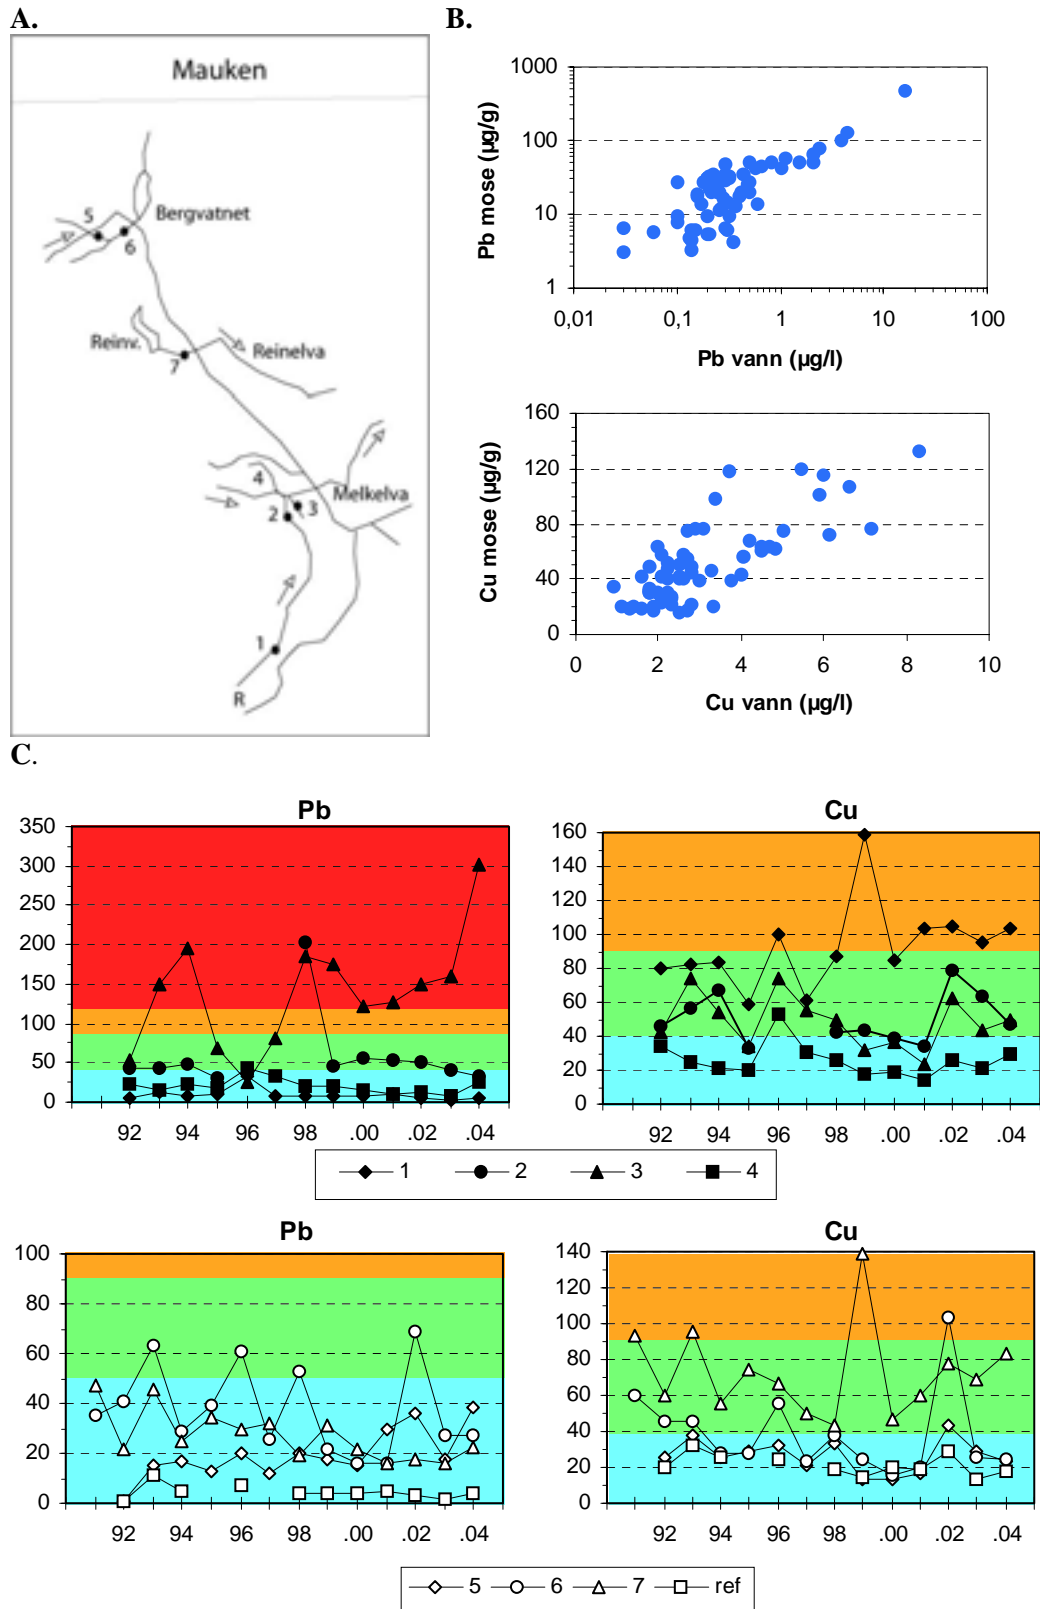 A.
Mauken
Bergvatnet
5
6
Reinv.
Reinelva
7
4
Melkelva
3
2
1
R
B.
1000
100
10
1
Pb mose (µg/g)
0,01 0,1 1 10 100
Pb vann (µg/l)
160
120
80
40
0
Cu mose (µg/g)
0 2 4 6 8 10
Cu vann (µg/l)
C.
Pb
350
300
250
200
150
100
50
0
92 94 96 98 .00 .02 .04
Cu
160
140
120
100
80
60
40
20
0
92 94 96 98 .00 .02 .04
1 2 3 4
Pb
100
80
60
40
20
0
92 94 96 98 .00 .02 .04
Cu
140
120
100
80
60
40
20
0
92 94 96 98 .00 .02 .04
5 6 7 ref